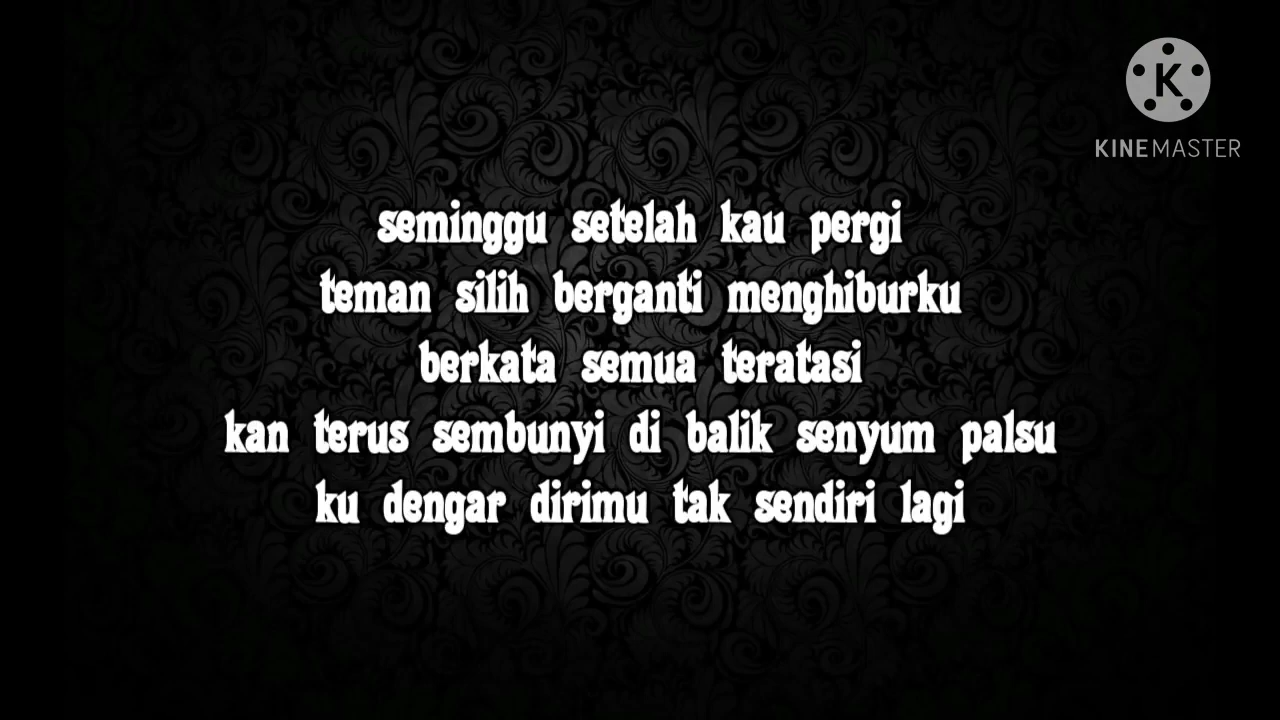 KINEMASTER
seminggu setelah kau pergi
teman silih berganti menghiburku
berkata semua teratasi
kan terus sembunyi di balik senyum palsu
ku dengar dirimu tak sendiri lagi